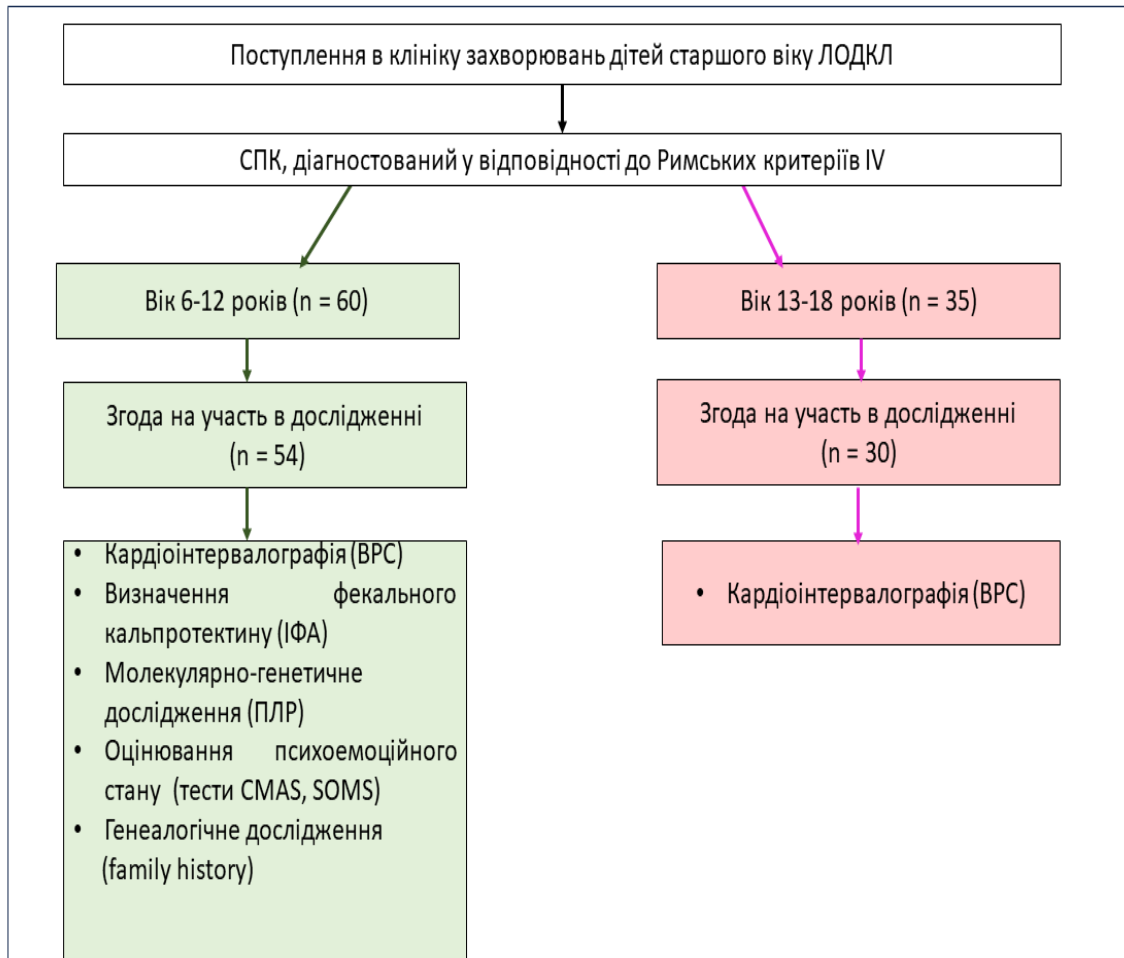 Поступлення в клініку захворювань дітей старшого віку ЛОДКЛ
СПК, діагностований у відповідності до Римських критеріїв IV
Вік 6-12 років (n = 60)
Вік 13-18 років (n = 35)
Згода на участь в дослідженні
(n = 54)
Згода на участь в дослідженні
(n = 30)
• Кардіоінтервалографія (ВРС)
• Визначення фекального
кальпротектину (ІФА)
• Молекулярно-генетичне
дослідження (ПЛР)
• Оцінювання психоемоційного
стану (тести CMAS, SOMS)
• Генеалогічне дослідження
(family history)
• Кардіоінтервалографія (ВРС)